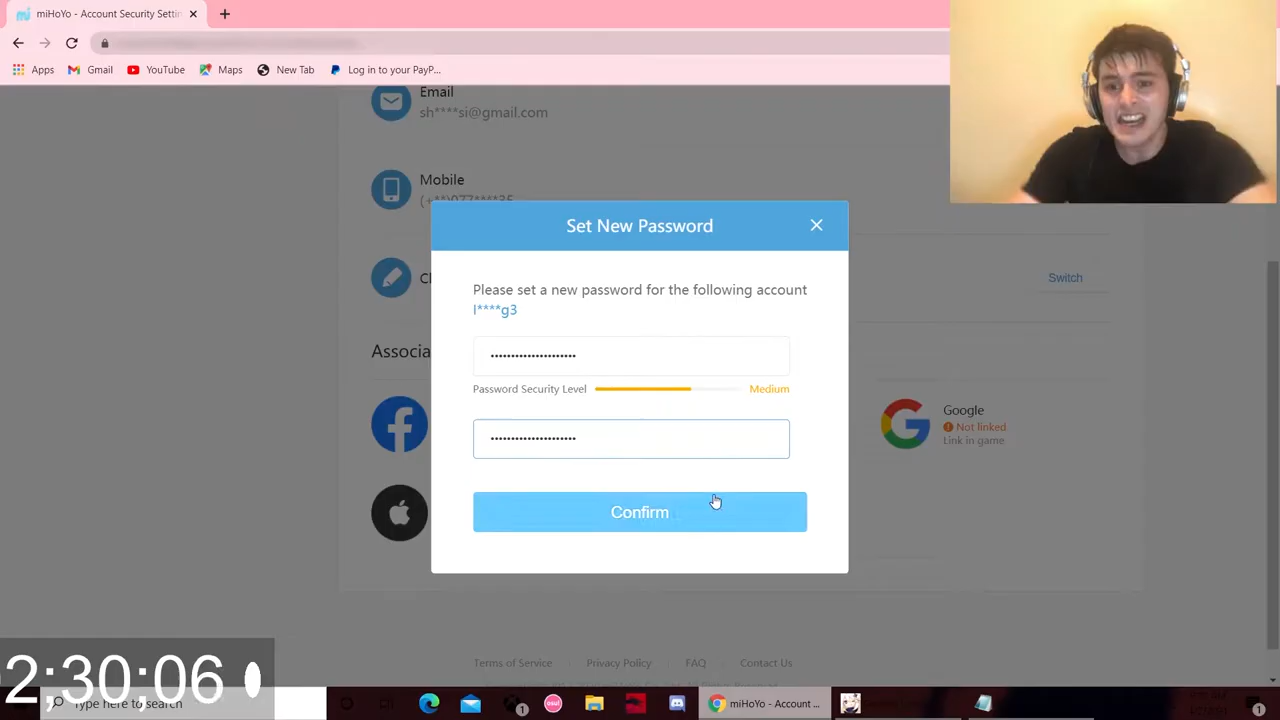 miHoYo - Account Security Settin
Apps
Gmail
YouTube
Maps
New Tab
Log in to your PayP...
Email
sh****si@gmail.com
Mobile
Set New Password
Switch
Please set a new password for the following account
l****g3
Associa
Password Security Level
Medium
Google
Not linked
Link in game
Confirm
Terms of Service
Privacy Policy
FAQ
Contact Us
2:30:06
Type here to search
osu!
1
miHoYo - Account ...
1